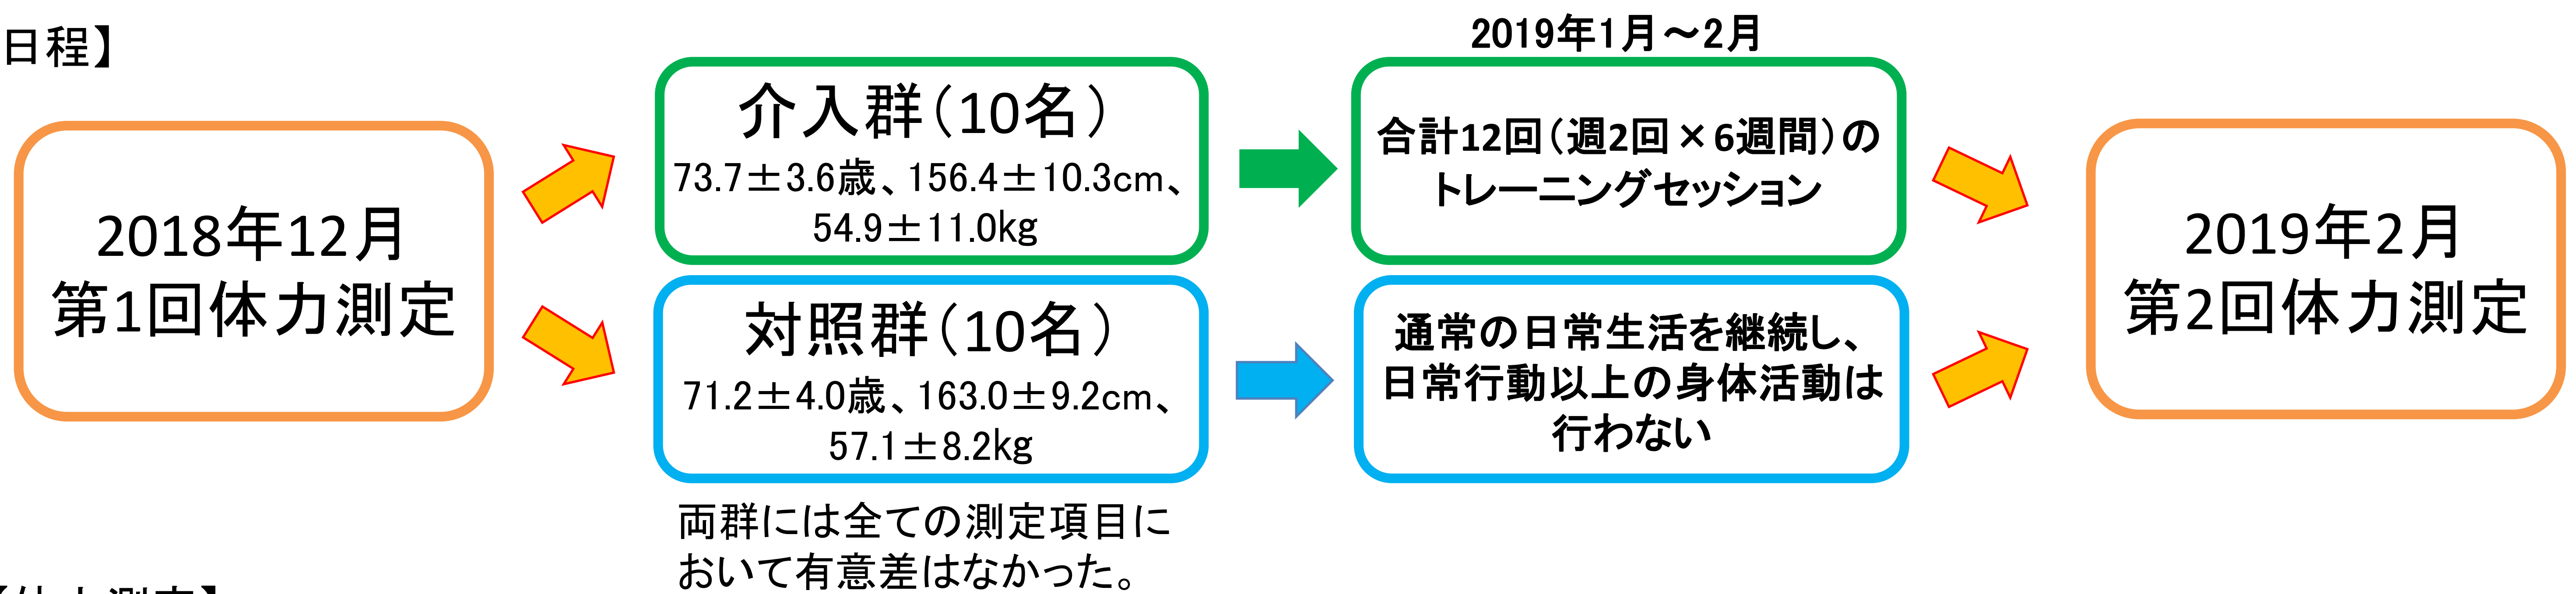 日程】
2018年12月
第1回体力測定
介入群（10名）
73.7±3.6歳、156.4±10.3cm、
54.9±11.0kg
対照群（10名）
71.2±4.0歳、163.0±9.2cm、
57.1±8.2kg
両群には全ての測定項目に
おいて有意差はなかった。
2019年1月～2月
合計12回（週2回×6週間）の
トレーニングセッション
通常の日常生活を継続し、
日常行動以上の身体活動は
行わない
2019年2月
第2回体力測定